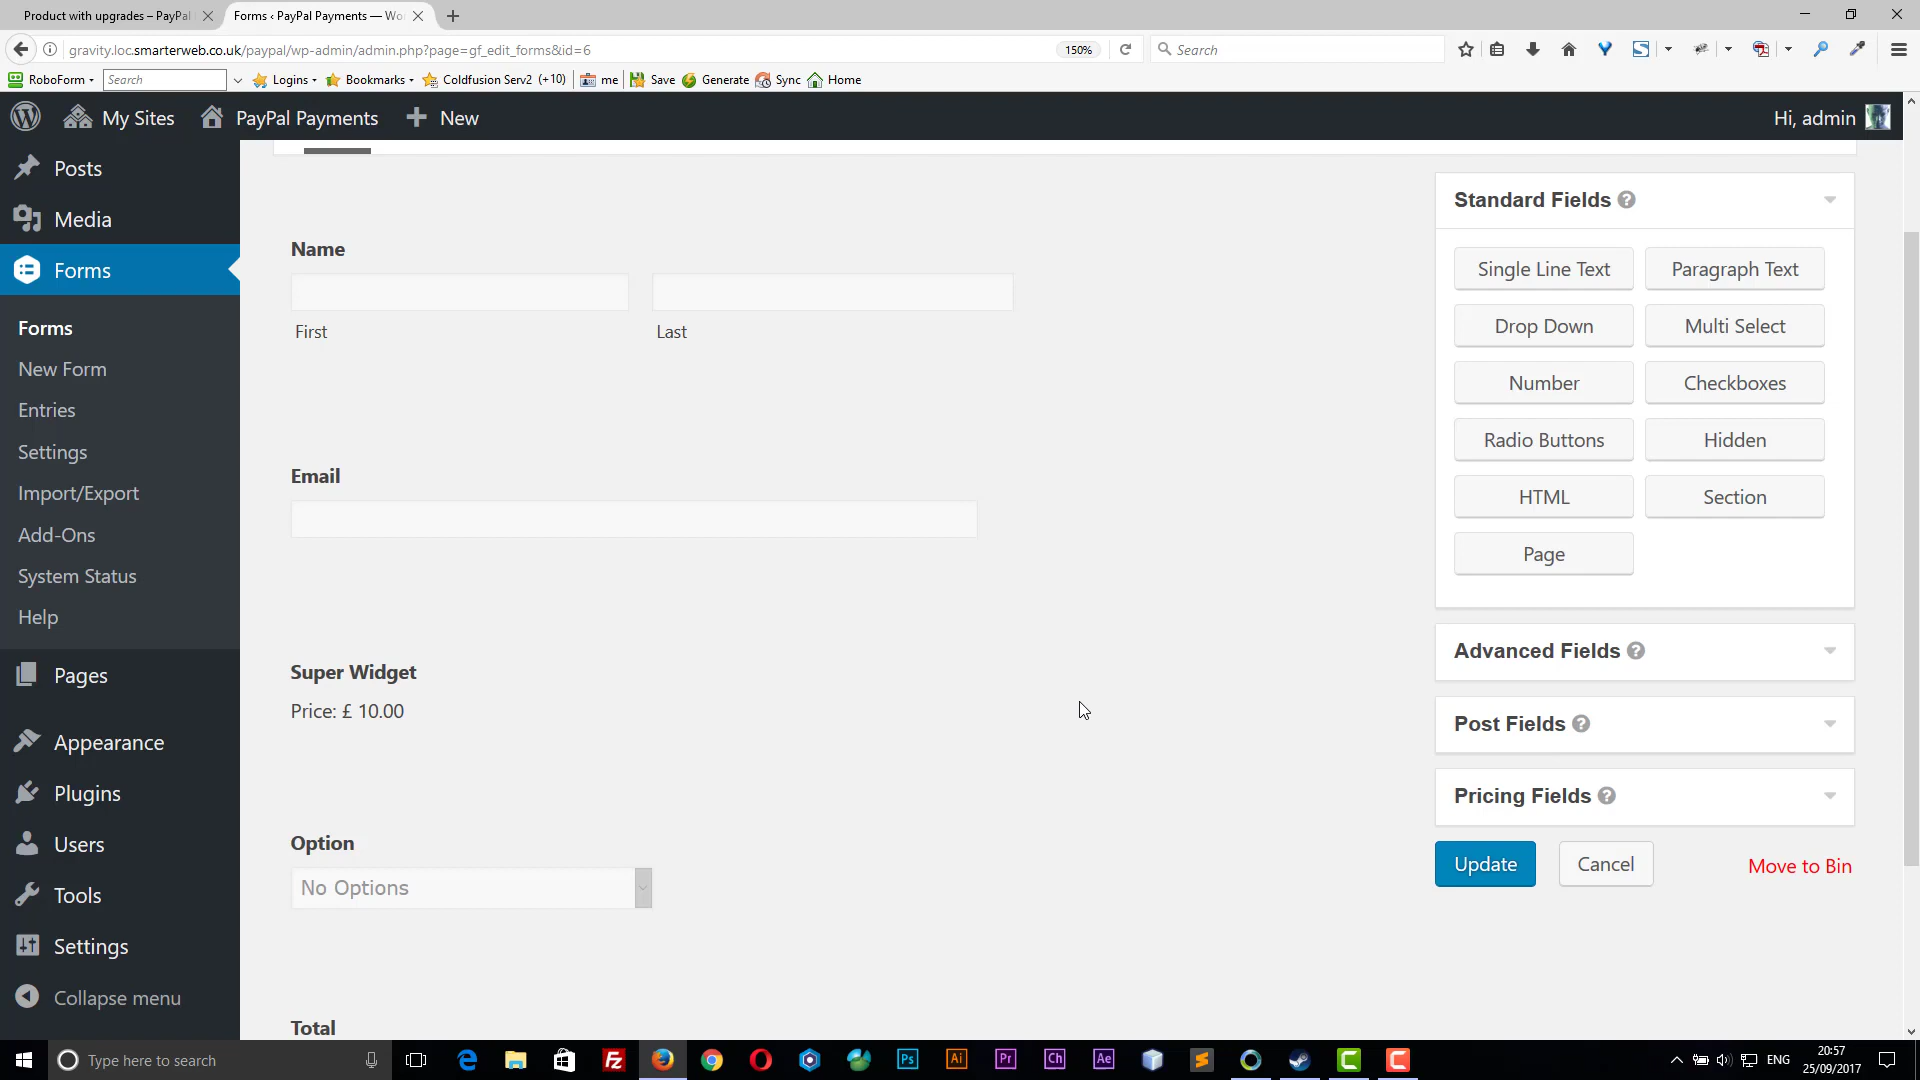 Product with upgrades – PayPal
Forms ‹ PayPal Payments — Wo
gravity.loc.smarterweb.co.uk/paypal/wp-admin/admin.php?page=gf_edit_forms&id=6
150%
Search
RoboForm
Search
Logins
Bookmarks
Coldfusion Serv2 (+10)
me
Save
Generate
Sync
Home
My Sites
PayPal Payments
New
Hi, admin
Posts
Media
Forms
Forms
New Form
Entries
Settings
Import/Export
Add-Ons
System Status
Help
Pages
Appearance
Plugins
Users
Tools
Settings
Collapse menu
Name
First
Last
Email
Super Widget
Price: £ 10.00
Option
No Options
Total
Standard Fields ?
Single Line Text
Paragraph Text
Drop Down
Multi Select
Number
Checkboxes
Radio Buttons
Hidden
HTML
Section
Page
Advanced Fields ?
Post Fields ?
Pricing Fields ?
Update
Cancel
Move to Bin
Type here to search
Fz
Ps
Ai
Pr
Ch
Ae
ENG
20:57
25/09/2017